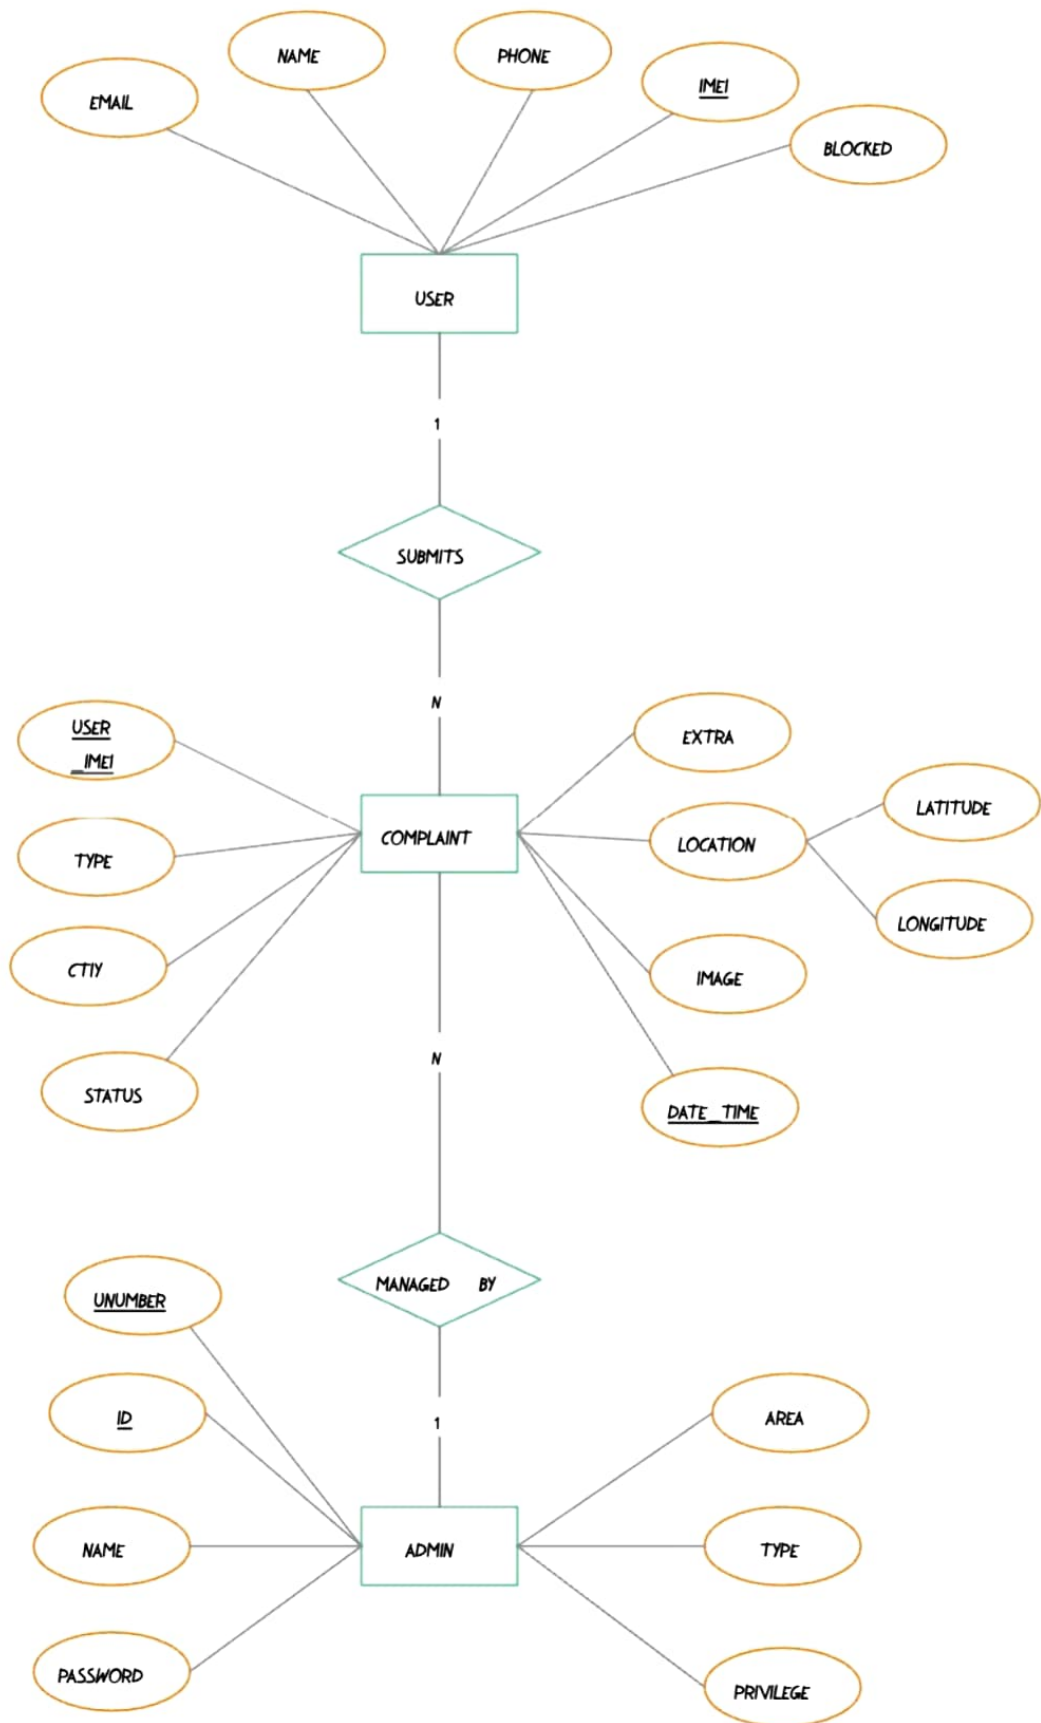 NAME
PHONE
EMAIL
IMEI
BLOCKED
USER
1
SUBMITS
N
USER
_IMEI
EXTRA
LATITUDE
COMPLAINT
LOCATION
TYPE
LONGITUDE
CTIY
IMAGE
N
STATUS
DATE_TIME
MANAGED BY
UNUMBER
ID
1
AREA
NAME
ADMIN
TYPE
PASSWORD
PRIVILEGE